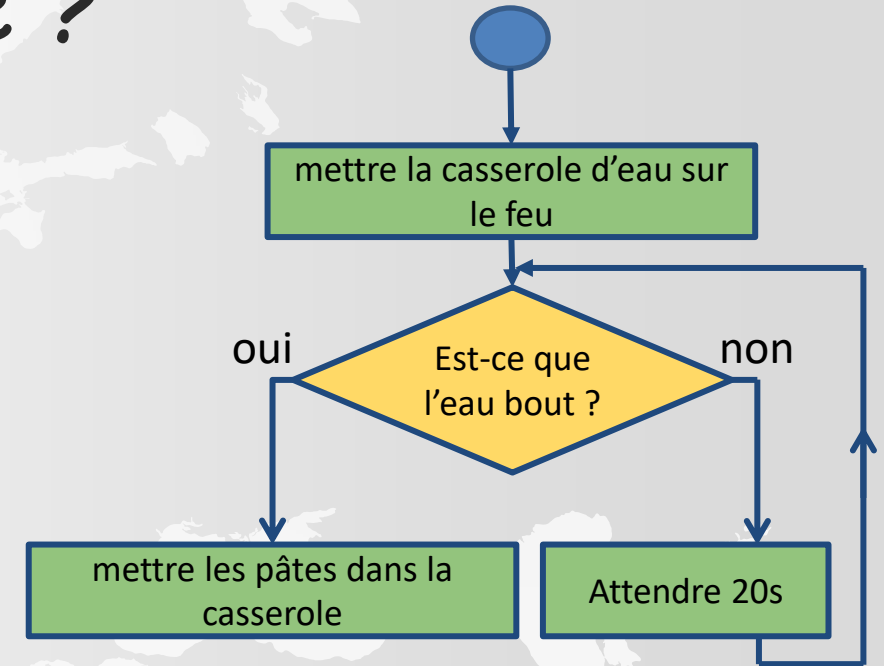 ?
mettre la casserole d’eau sur
le feu
oui
Est-ce que
l’eau bout ?
non
mettre les pâtes dans la
casserole
Attendre 20s